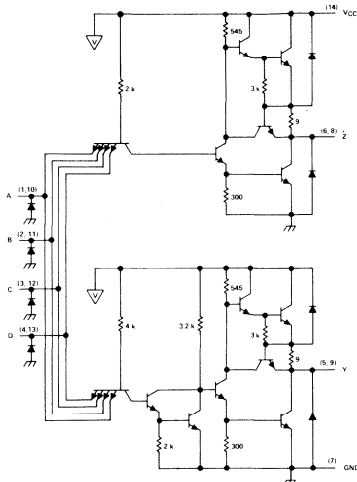 (14) VCC
V
545
2 k
3 k
9
(6, 8) Z
A (1,10)
300
B (2, 11)
C (3, 12)
V
545
D (4,13)
4 k
3.2 k
3 k
9
(5, 9) Y
2 k
300
(7) GND